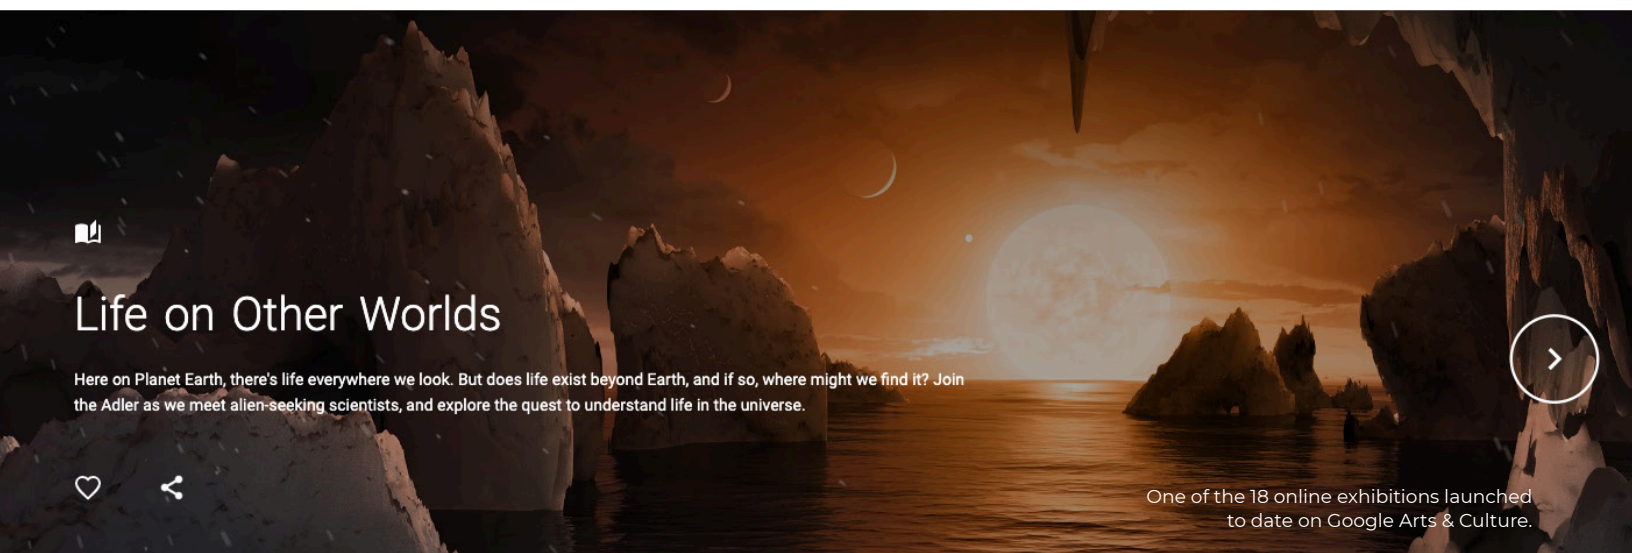 Life on Other Worlds
Here on Planet Earth, there's life everywhere we look. But does life exist beyond Earth, and if so, where might we find it? Join
the Adler as we meet alien-seeking scientists, and explore the quest to understand life in the universe.
One of the 18 online exhibitions launched
to date on Google Arts & Culture.